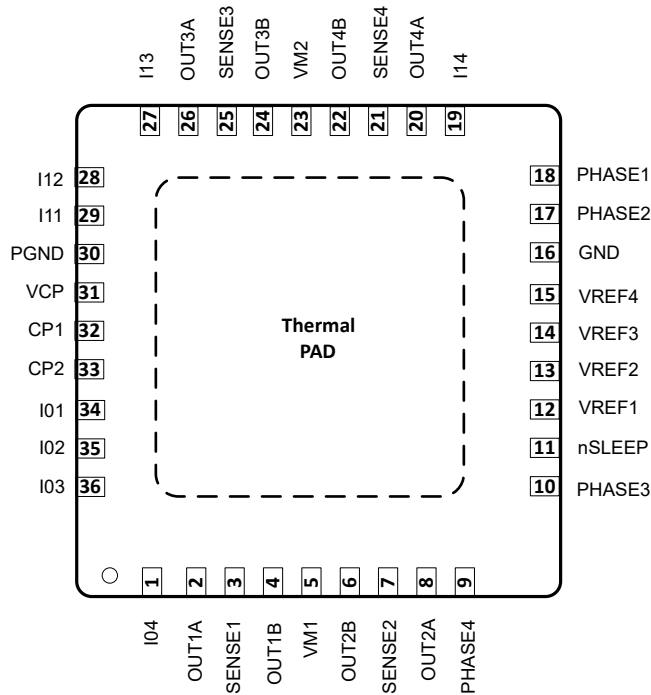 I13
OUT3A
SENSE3
OUT3B
VM2
OUT4B
SENSE4
OUT4A
I14
27
26
25
24
23
22
21
20
19
I12 28
I11 29
PGND 30
VCP 31
CP1 32
CP2 33
I01 34
I02 35
I03 36
Thermal
PAD
18 PHASE1
17 PHASE2
16 GND
15 VREF4
14 VREF3
13 VREF2
12 VREF1
11 nSLEEP
10 PHASE3
1
2
3
4
5
6
7
8
9
I04
OUT1A
SENSE1
OUT1B
VM1
OUT2B
SENSE2
OUT2A
PHASE4